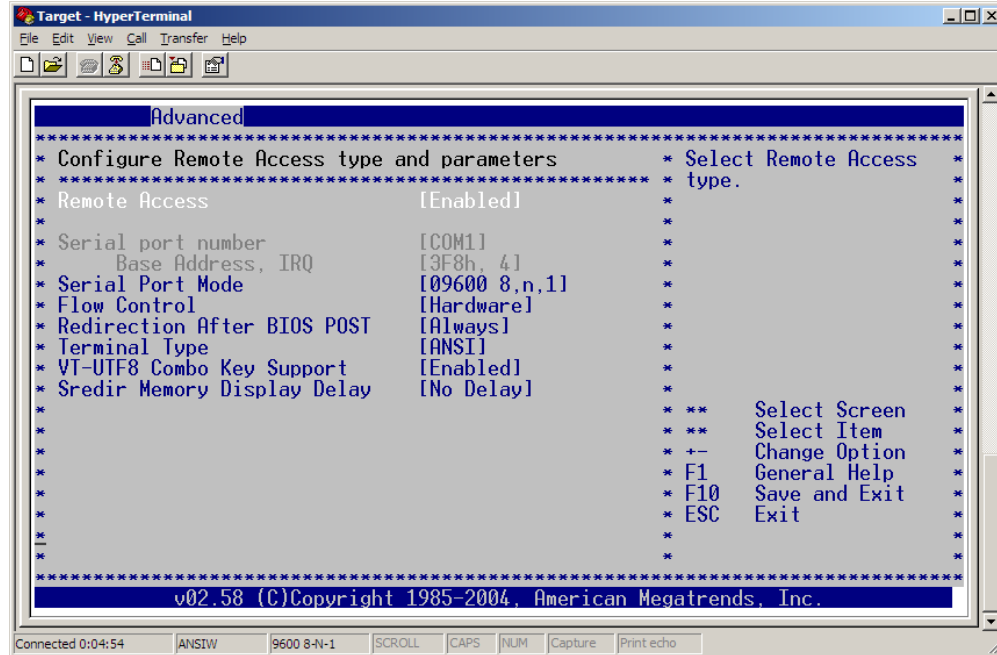 Target - HyperTerminal
File Edit View Call Transfer Help
Advanced
********************************************************************************
* Configure Remote Access type and parameters * Select Remote Access *
* *************************************************** * type. *
* Remote Access [Enabled] * *
* * *
* Serial port number [COM1] * *
* Base Address, IRQ [3F8h, 4] * *
* Serial Port Mode [09600 8,n,1] * *
* Flow Control [Hardware] * *
* Redirection After BIOS POST [Always] * *
* Terminal Type [ANSI] * *
* VT-UTF8 Combo Key Support [Enabled] * *
* Sredir Memory Display Delay [No Delay] * *
* * ** Select Screen *
* * ** Select Item *
* * +- Change Option *
* * F1 General Help *
* * F10 Save and Exit *
* * ESC Exit *
* * *
* * *
********************************************************************************
v02.58 (C)Copyright 1985-2004, American Megatrends, Inc.
Connected 0:04:54 ANSIW 9600 8-N-1 SCROLL CAPS NUM Capture Print echo